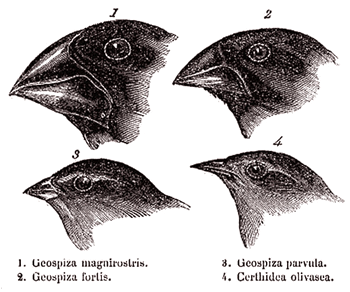 1
2
3
4
1. Geospiza magnirostris.
2. Geospiza fortis.
3. Geospiza parvula.
4. Certhidea olivasea.